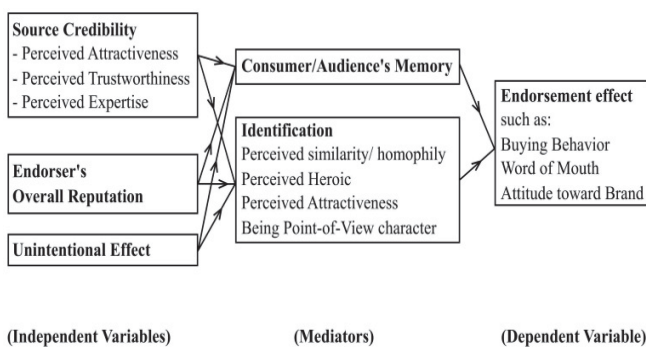 Source Credibility
- Perceived Attractiveness
- Perceived Trustworthiness
- Perceived Expertise
Endorser's
Overall Reputation
Unintentional Effect
Consumer/Audience's Memory
Identification
Perceived similarity/ homophily
Perceived Heroic
Perceived Attractiveness
Being Point-of-View character
Endorsement effect
such as:
Buying Behavior
Word of Mouth
Attitude toward Brand
(Independent Variables)
(Mediators)
(Dependent Variable)